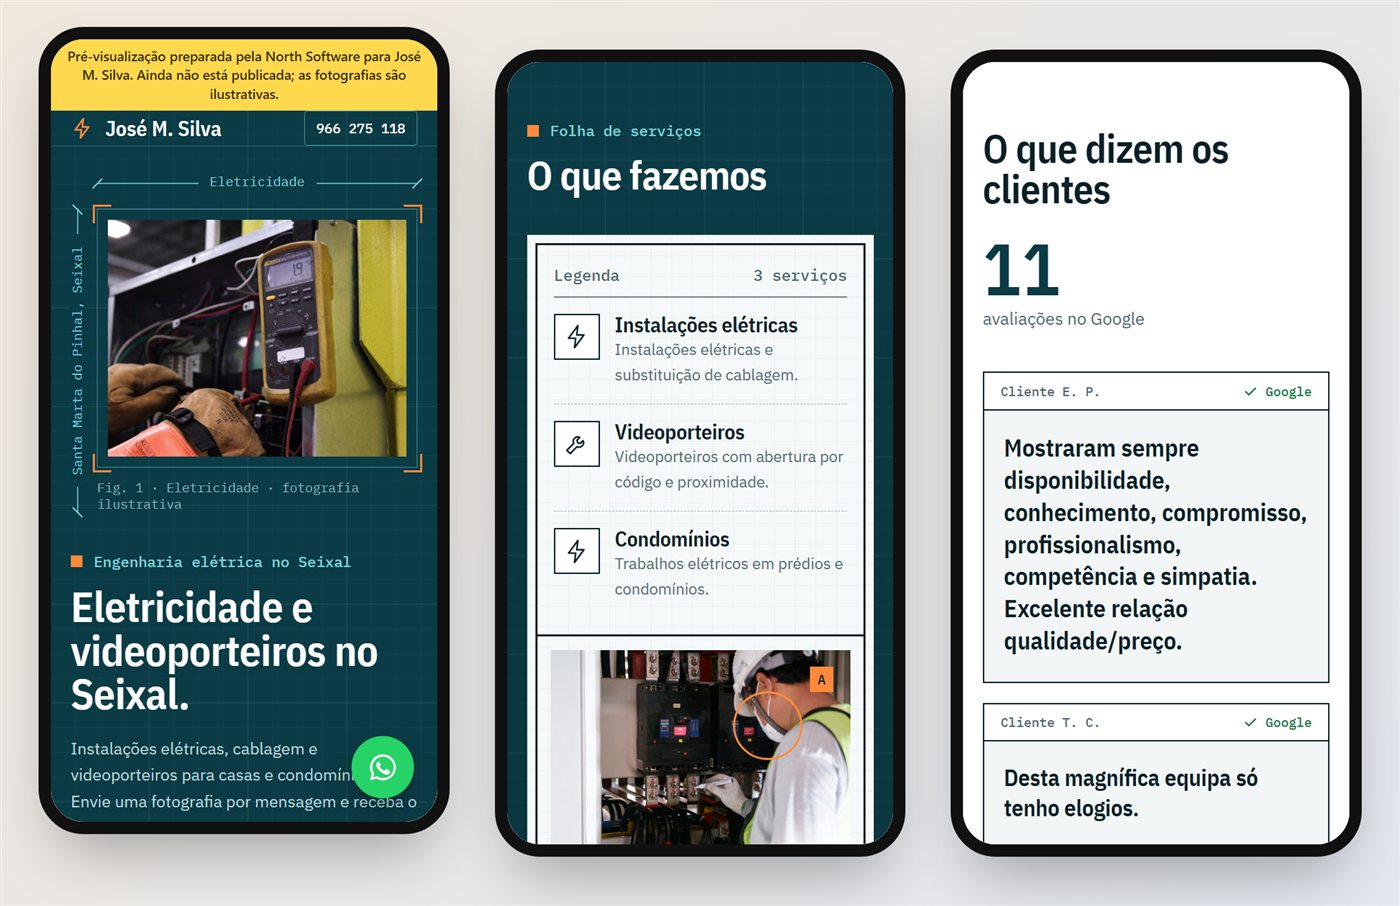 Pré-visualização preparada pela North Software para José
M. Silva. Ainda não está publicada; as fotografias são
ilustrativas.
José M. Silva
966 275 118
Eletricidade
Santa Marta do Pinhal, Seixal
19
Fig. 1 · Eletricidade · fotografia
ilustrativa
Engenharia elétrica no Seixal
Eletricidade e
videoporteiros no
Seixal.
Instalações elétricas, cablagem e
videoporteiros para casas e condomín
Envie uma fotografia por mensagem e receba o
Folha de serviços
O que fazemos
Legenda
3 serviços
Instalações elétricas
Instalações elétricas e
substituição de cablagem.
Videoporteiros
Videoporteiros com abertura por
código e proximidade.
Condomínios
Trabalhos elétricos em prédios e
condomínios.
A
O que dizem os
clientes
11
avaliações no Google
Cliente E. P.
✓ Google
Mostraram sempre
disponibilidade,
conhecimento, compromisso,
profissionalismo,
competência e simpatia.
Excelente relação
qualidade/preço.
Cliente T. C.
✓ Google
Desta magnífica equipa só
tenho elogios.